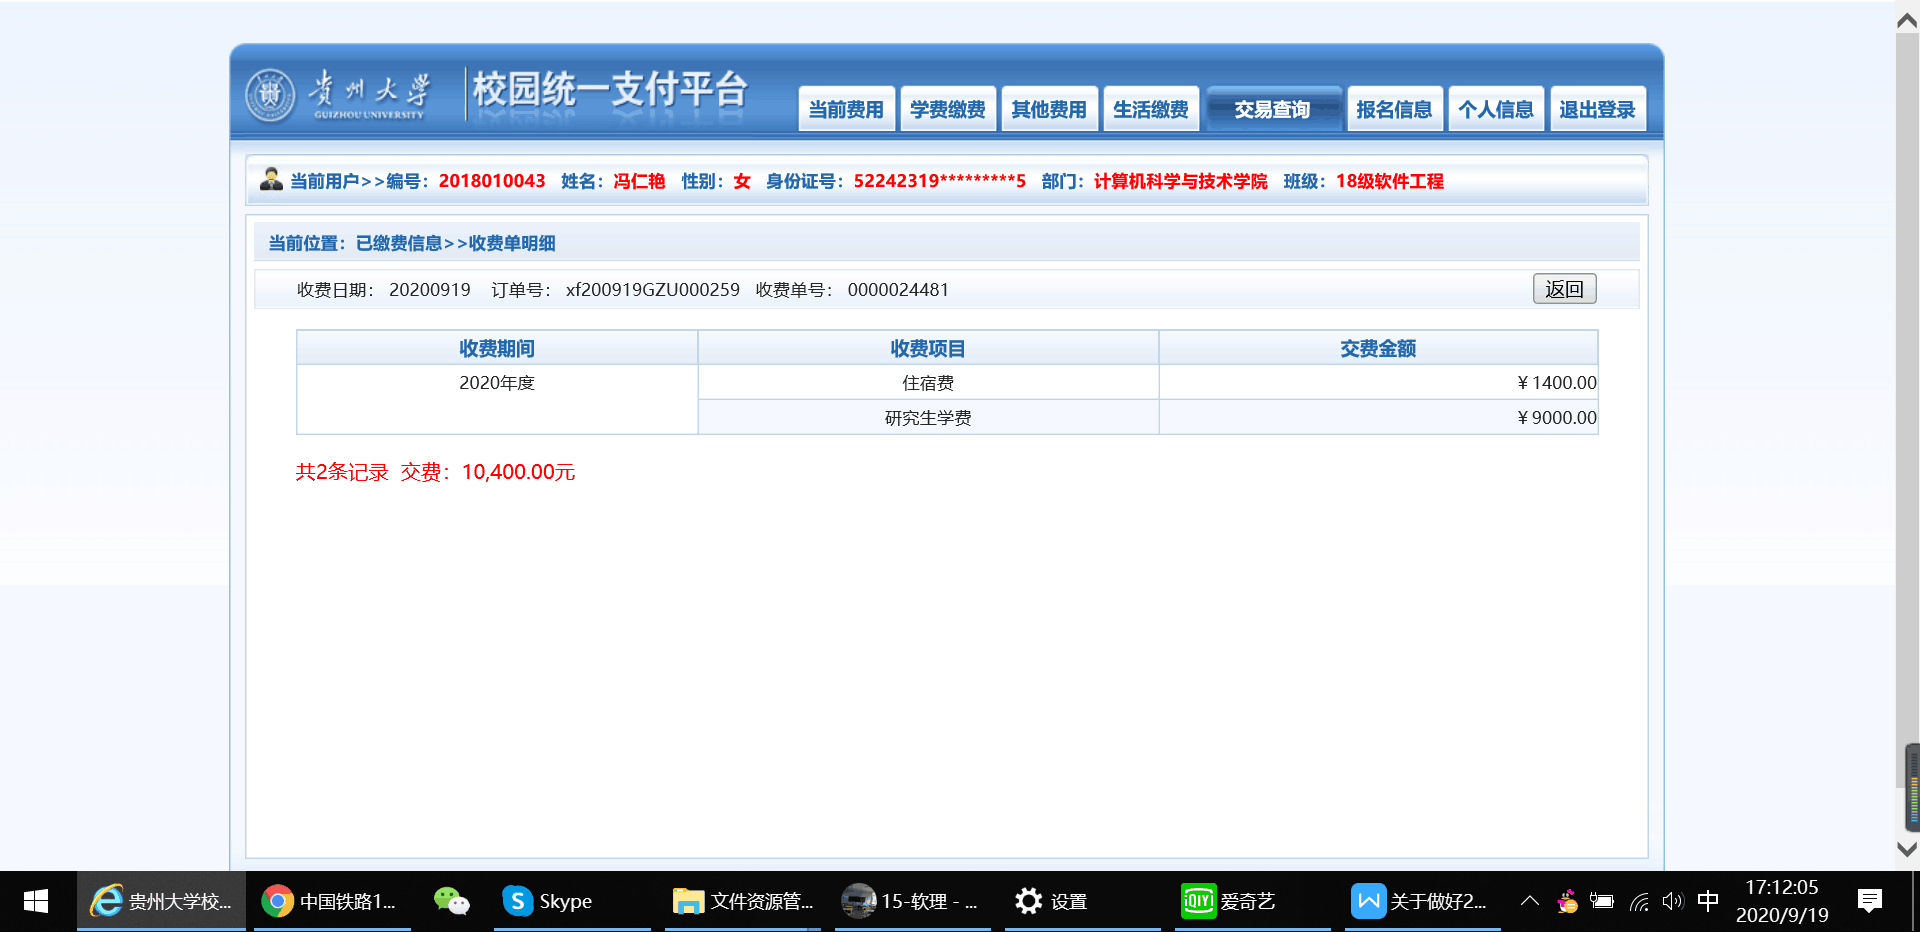 貴州大学 GUIZHOU UNIVERSITY 校园统一支付平台
当前费用 学费缴费 其他费用 生活缴费 交易查询 报名信息 个人信息 退出登录
当前用户>>编号：2018010043 姓名：冯仁艳 性别：女 身份证号：52242319*********5 部门：计算机科学与技术学院 班级：18级软件工程
当前位置：已缴费信息>>收费单明细
收费日期： 20200919 订单号： xf200919GZU000259 收费单号： 0000024481 返回
收费期间 收费项目 交费金额
2020年度 住宿费 ￥1400.00
研究生学费 ￥9000.00
共2条记录 交费：10,400.00元
贵州大学校... 中国铁路1... Skype 文件资源管... 15-软理 - ... 设置 爱奇艺 关于做好2... 中 17:12:05
2020/9/19